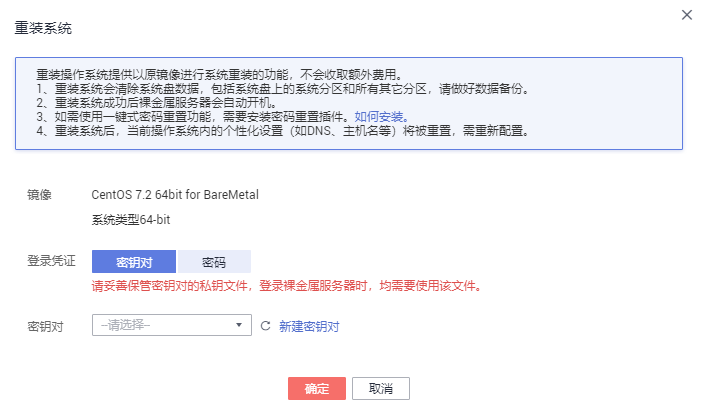 重装系统
重装操作系统提供以原镜像进行系统重装的功能，不会收取额外费用。
1、重装系统会清除系统盘数据，包括系统盘上的系统分区和所有其它分区，请做好数据备份。
2、重装系统成功后裸金属服务器会自动开机。
3、如需使用一键式密码重置功能，需要安装密码重置插件。如何安装。
4、重装系统后，当前操作系统内的个性化设置（如DNS、主机名等）将被重置，需重新配置。
镜像 CentOS 7.2 64bit for BareMetal
系统类型64-bit
登录凭证 密钥对 密码
请妥善保管密钥对的私钥文件，登录裸金属服务器时，均需要使用该文件。
密钥对 --请选择-- 新建密钥对
确定 取消